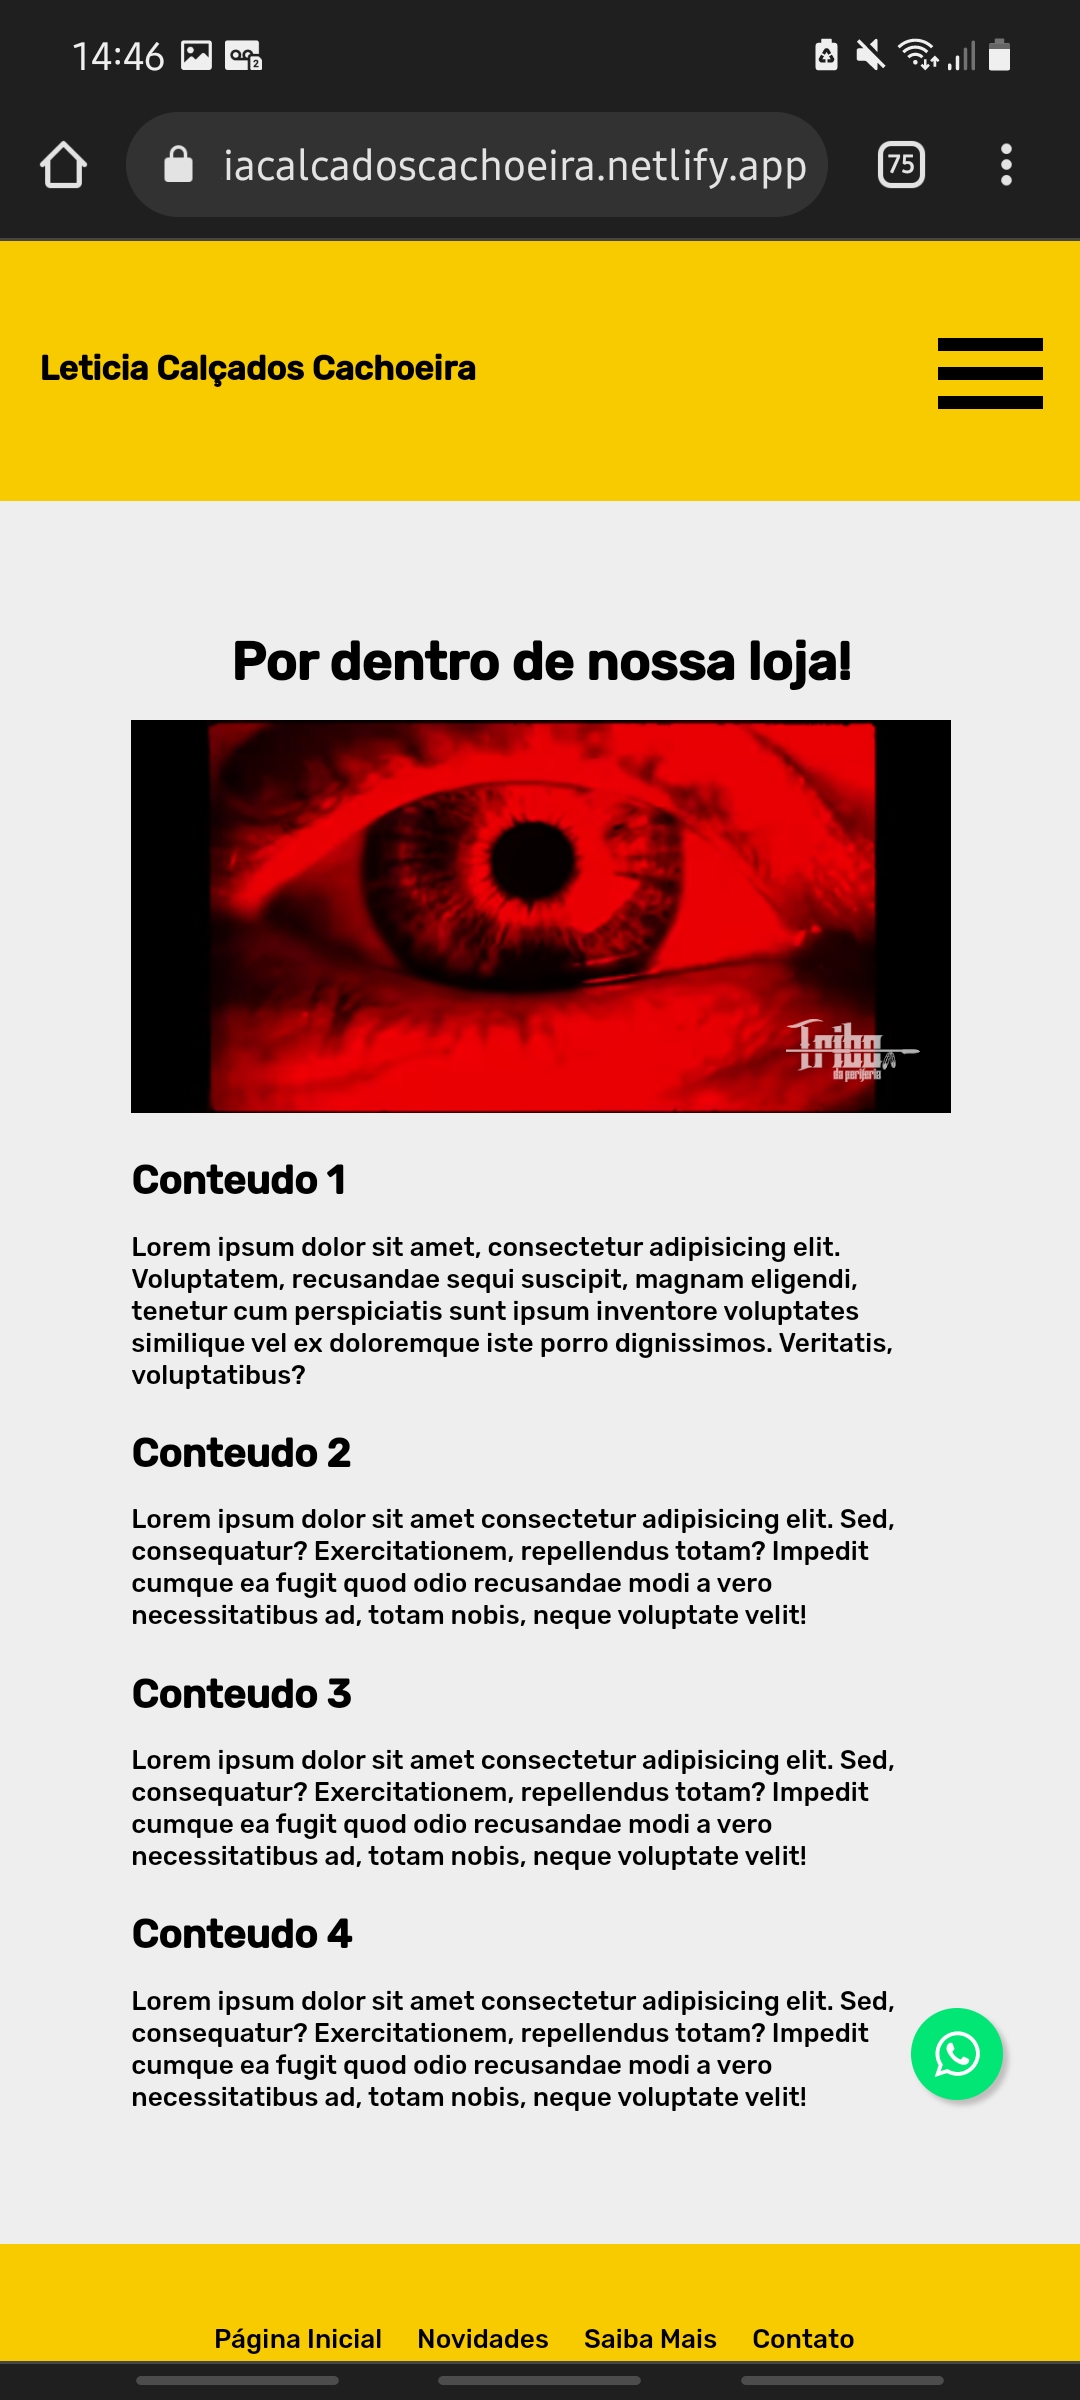 14:46
2
iacalcadoscachoeira.netlify.app
75
Leticia Calçados Cachoeira
Por dentro de nossa loja!
Tribo
da periferia
Conteudo 1
Lorem ipsum dolor sit amet, consectetur adipisicing elit.
Voluptatem, recusandae sequi suscipit, magnam eligendi,
tenetur cum perspiciatis sunt ipsum inventore voluptates
similique vel ex doloremque iste porro dignissimos. Veritatis,
voluptatibus?
Conteudo 2
Lorem ipsum dolor sit amet consectetur adipisicing elit. Sed,
consequatur? Exercitationem, repellendus totam? Impedit
cumque ea fugit quod odio recusandae modi a vero
necessitatibus ad, totam nobis, neque voluptate velit!
Conteudo 3
Lorem ipsum dolor sit amet consectetur adipisicing elit. Sed,
consequatur? Exercitationem, repellendus totam? Impedit
cumque ea fugit quod odio recusandae modi a vero
necessitatibus ad, totam nobis, neque voluptate velit!
Conteudo 4
Lorem ipsum dolor sit amet consectetur adipisicing elit. Sed,
consequatur? Exercitationem, repellendus totam? Impedit
cumque ea fugit quod odio recusandae modi a vero
necessitatibus ad, totam nobis, neque voluptate velit!
Página Inicial Novidades Saiba Mais Contato